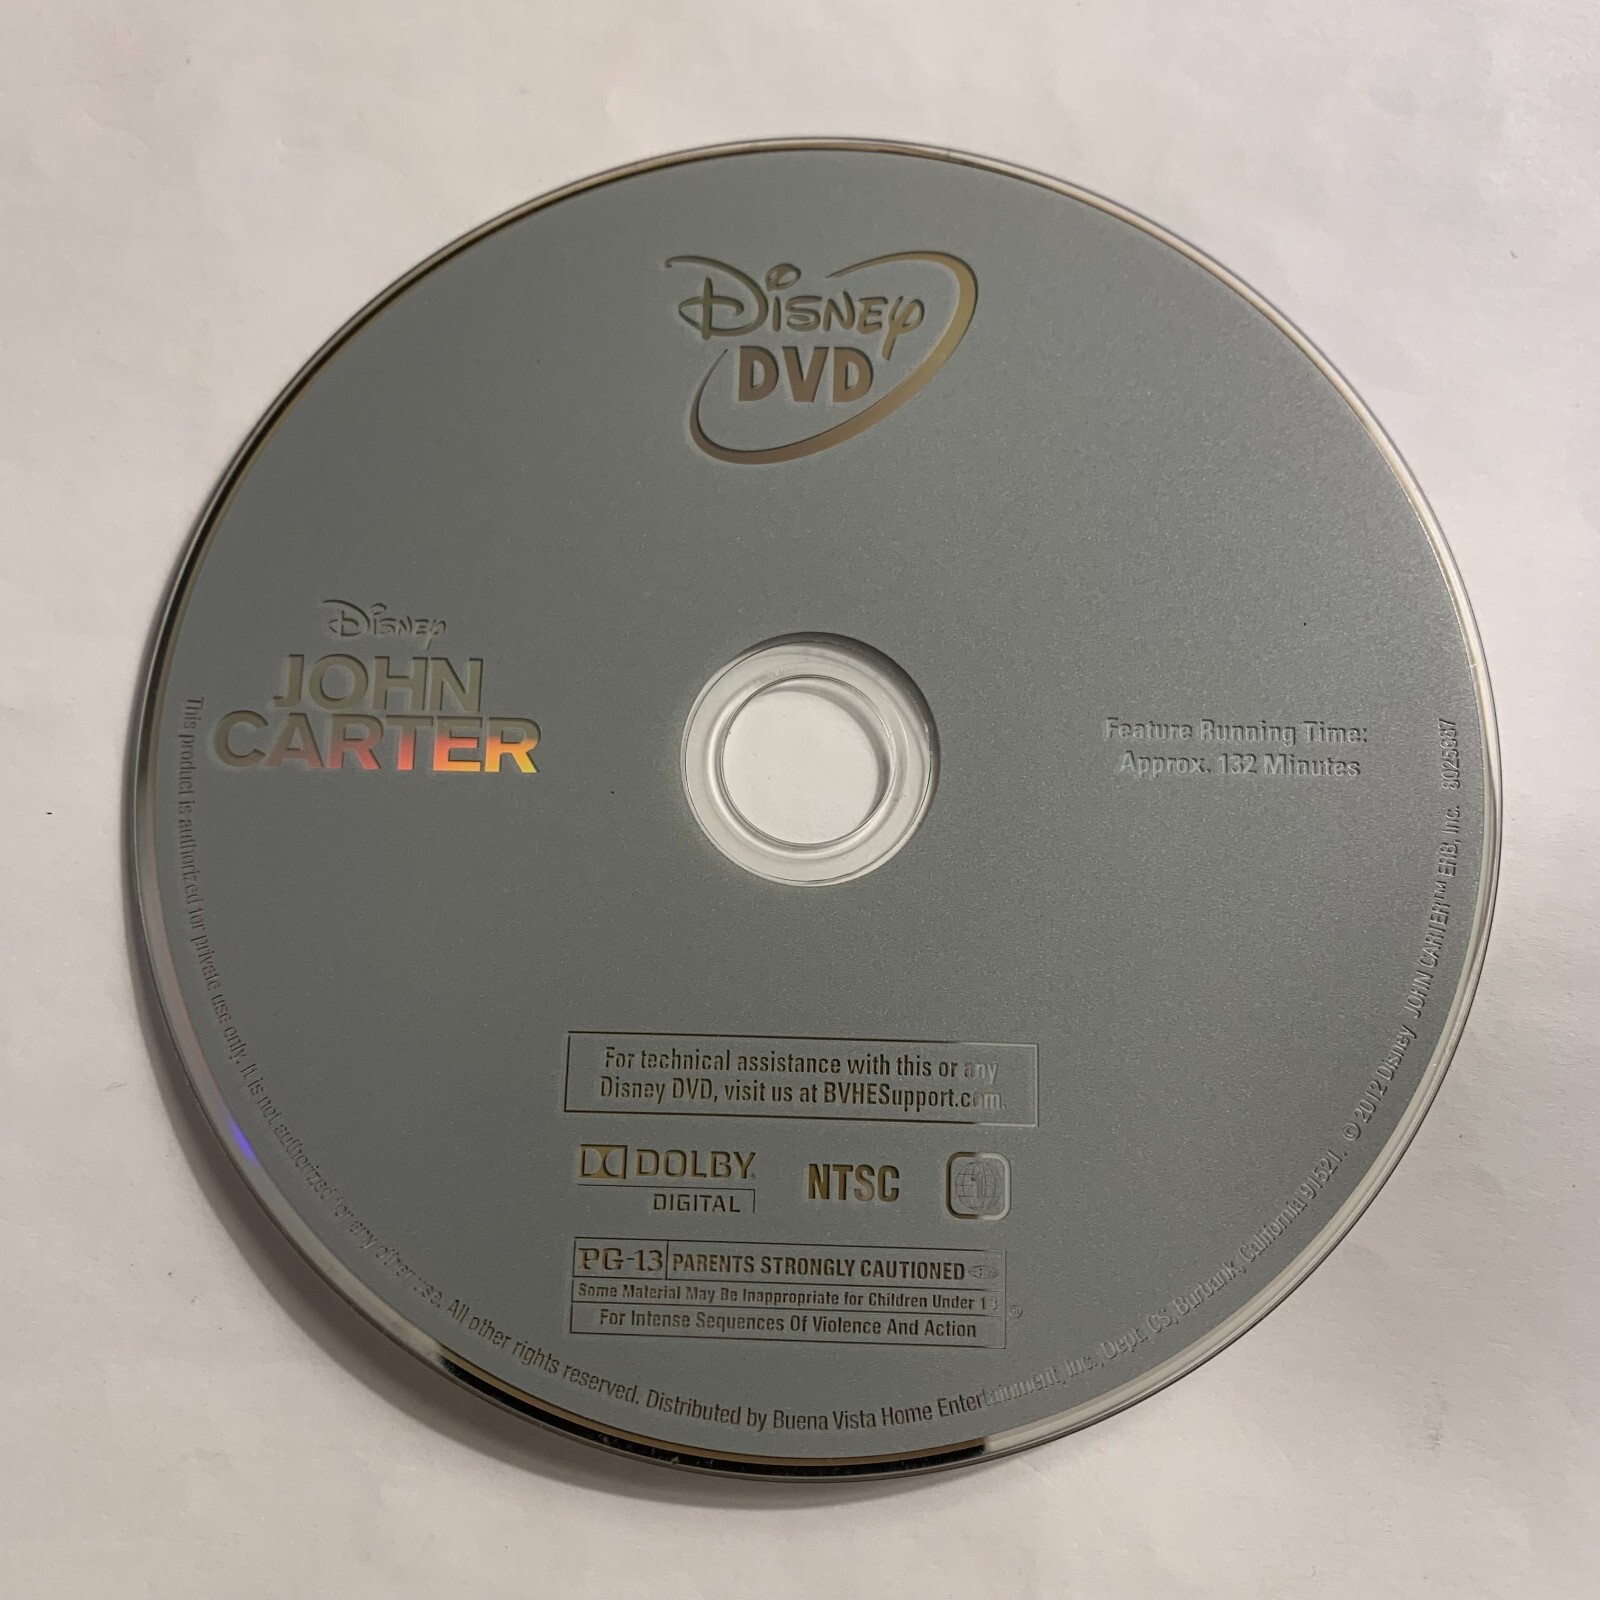 Disney
DVD
Disney
JOHN
CARTER
Feature Running Time:
Approx. 132 Minutes
For technical assistance with this or any
Disney DVD, visit us at BVHESupport.com.
DOLBY
DIGITAL
NTSC
PG-13 PARENTS STRONGLY CAUTIONED
Some Material May Be Inappropriate for Children Under 13 ®
For Intense Sequences Of Violence And Action
This product is authorized for private use only. It is not authorized for any other use. All other rights reserved. Distributed by Buena Vista Home Entertainment, Inc., Dept. CS, Burbank, California 91521. © 2012 Disney JOHN CARTER™ ERB, Inc.